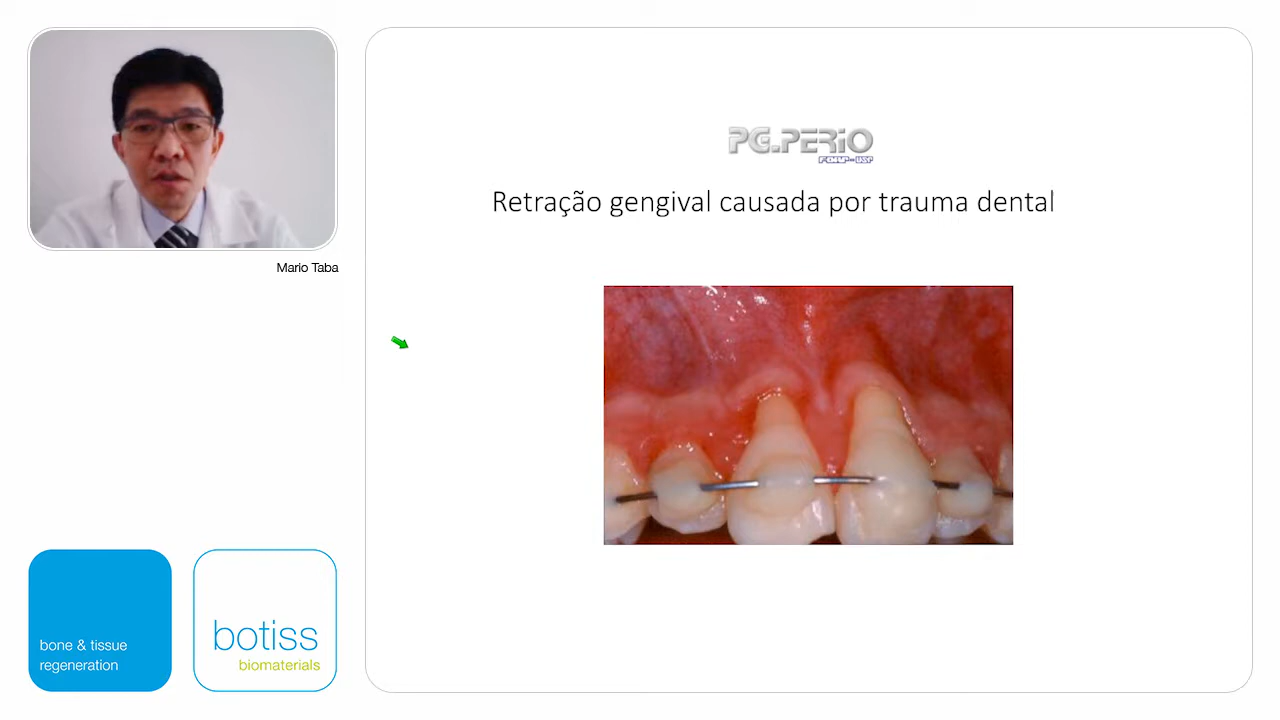 PG.PERIO
FORP-USP
Retração gengival causada por trauma dental
Mario Taba
bone & tissue
regeneration
botiss
biomaterials